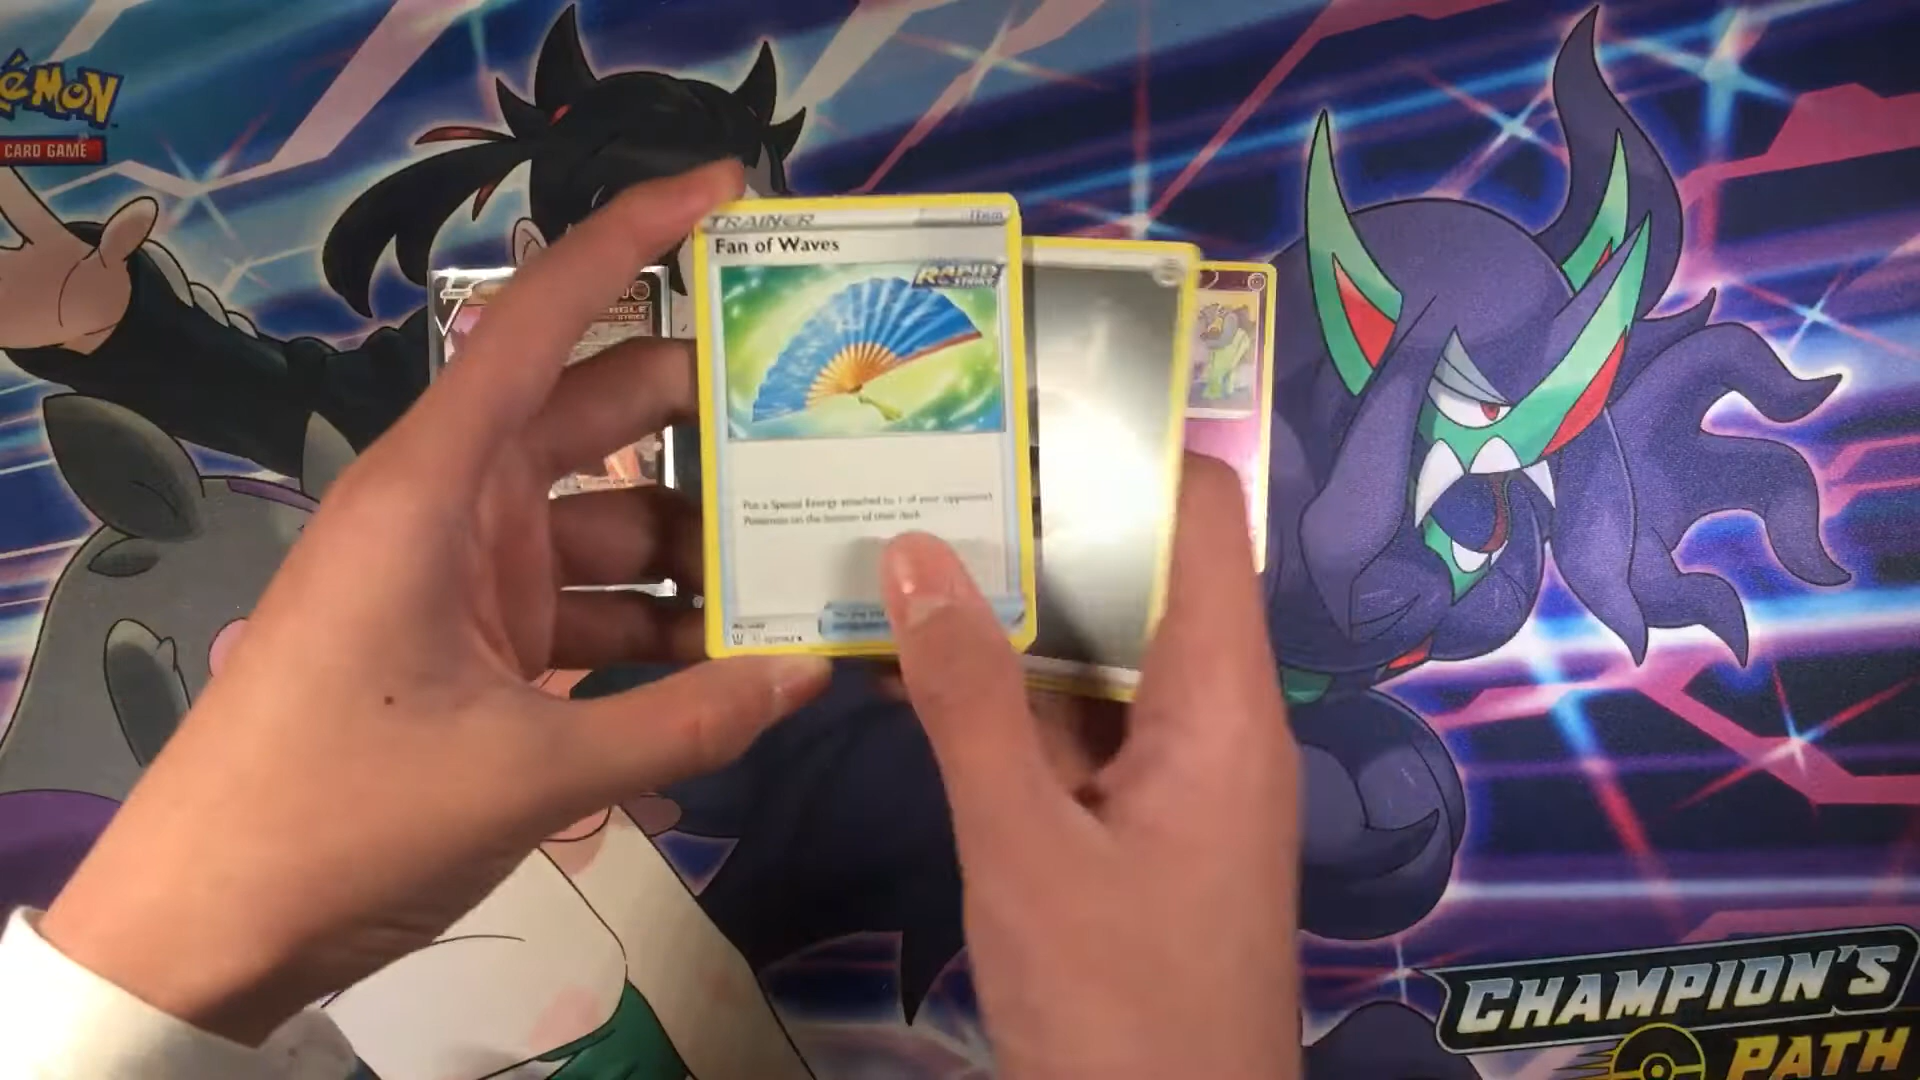 éMON
CARD GAME
TRAINER
Item
Fan of Waves
RAPID
STRIKE
Put a Special Energy attached to 1 of your opponent's
Pokémon on the bottom of their deck.
CHAMPION'S
PATH